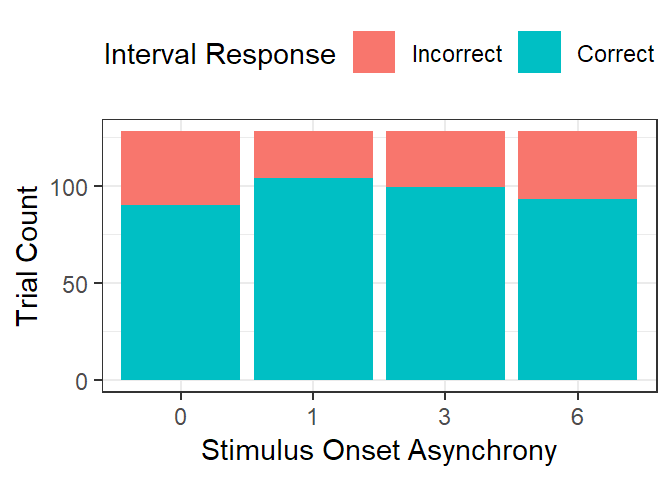 Interval Response Incorrect Correct
Trial Count
100
50
0
0 1 3 6
Stimulus Onset Asynchrony